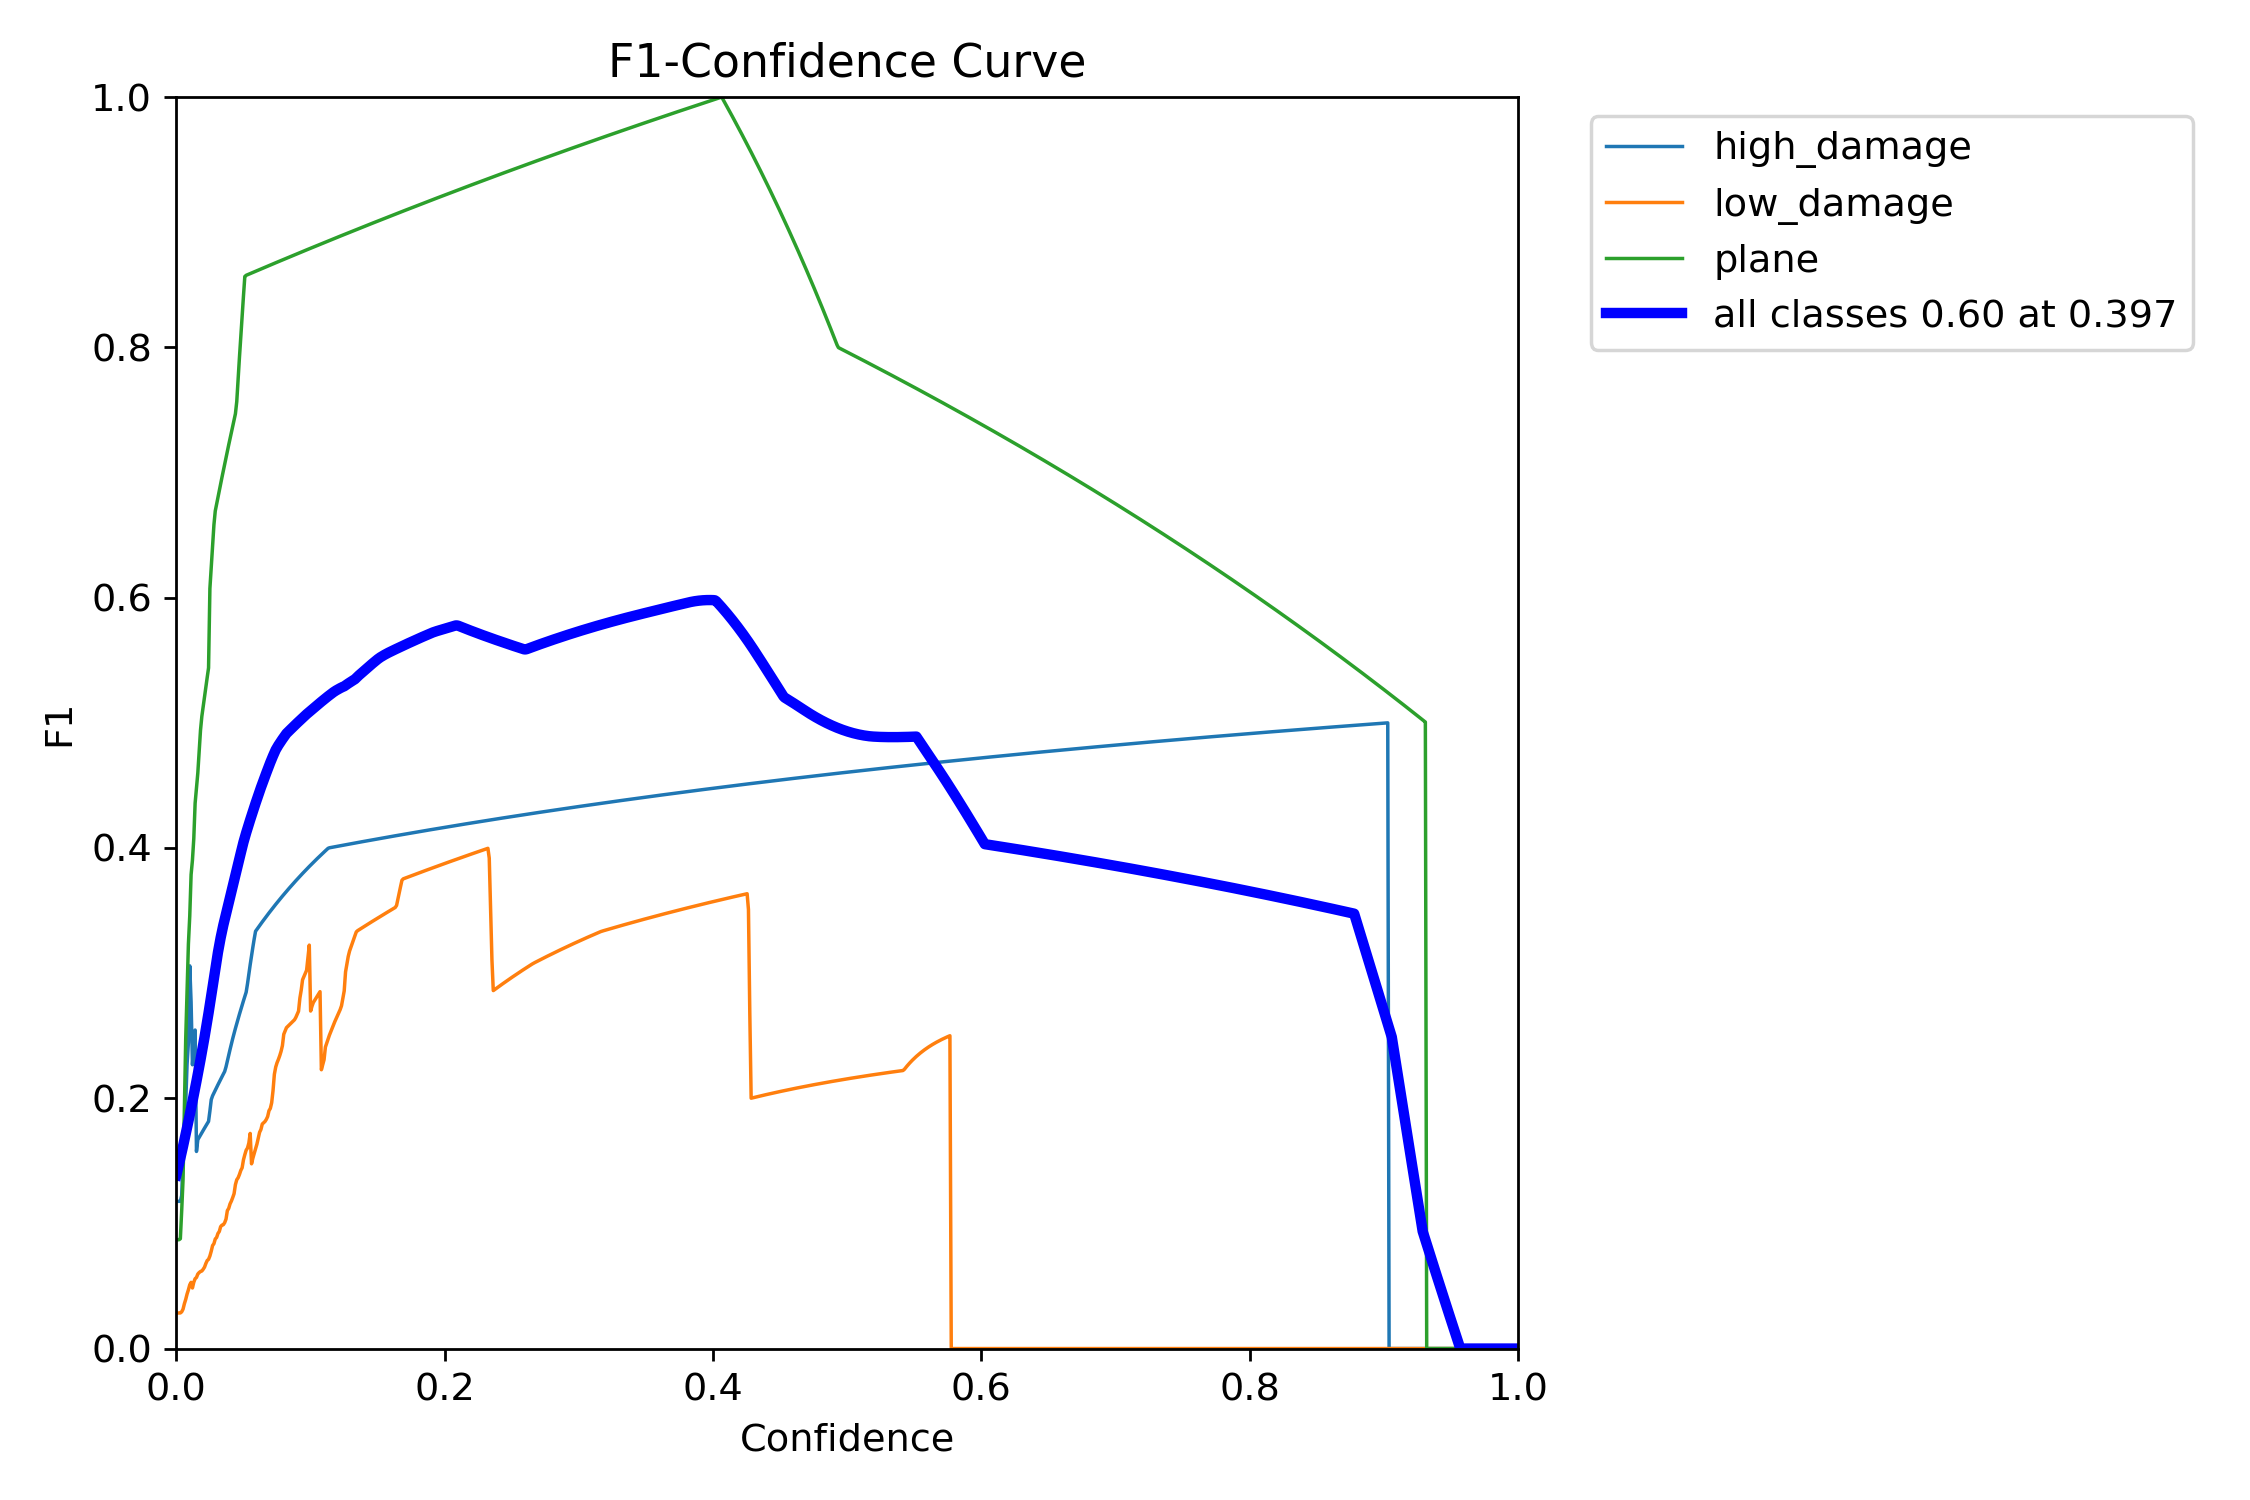 F1-Confidence Curve
high_damage
low_damage
plane
all classes 0.60 at 0.397
F1
1.0
0.8
0.6
0.4
0.2
0.0
0.0 0.2 0.4 0.6 0.8 1.0
Confidence